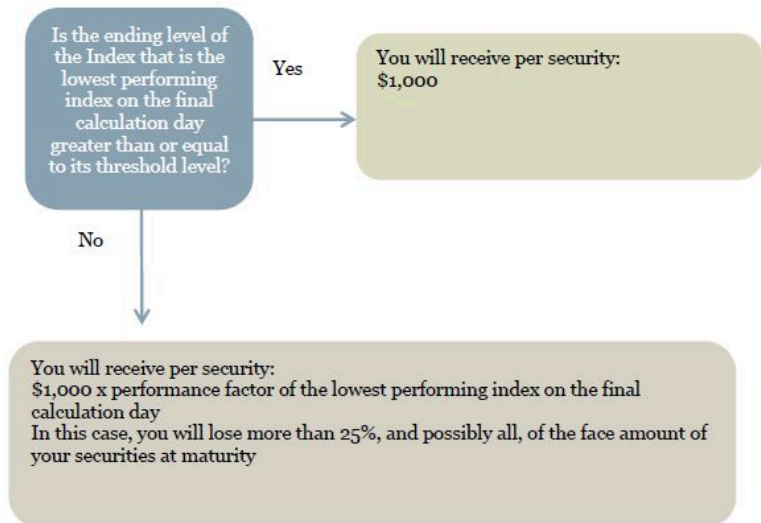 Is the ending level of
the Index that is the
lowest performing
index on the final
calculation day
greater than or equal
to its threshold level?
Yes
You will receive per security:
$1,000
No
You will receive per security:
$1,000 x performance factor of the lowest performing index on the final
calculation day
In this case, you will lose more than 25%, and possibly all, of the face amount of
your securities at maturity